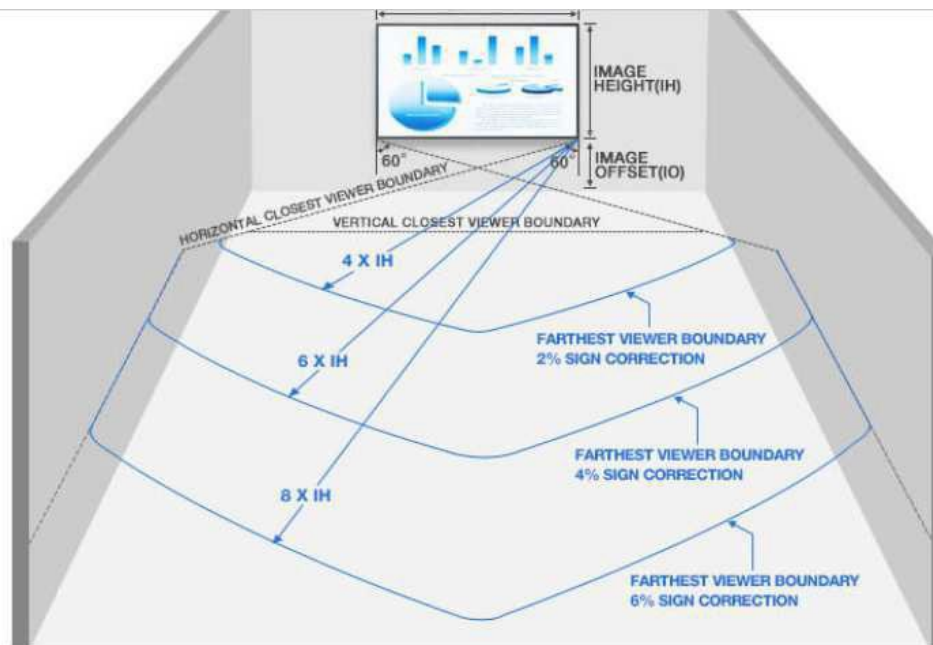 IMAGE
HEIGHT(IH)
60°
60°
IMAGE
OFFSET(IO)
HORIZONTAL CLOSEST VIEWER BOUNDARY
VERTICAL CLOSEST VIEWER BOUNDARY
4 X IH
FARTHEST VIEWER BOUNDARY
2% SIGN CORRECTION
6 X IH
FARTHEST VIEWER BOUNDARY
4% SIGN CORRECTION
8 X IH
FARTHEST VIEWER BOUNDARY
6% SIGN CORRECTION